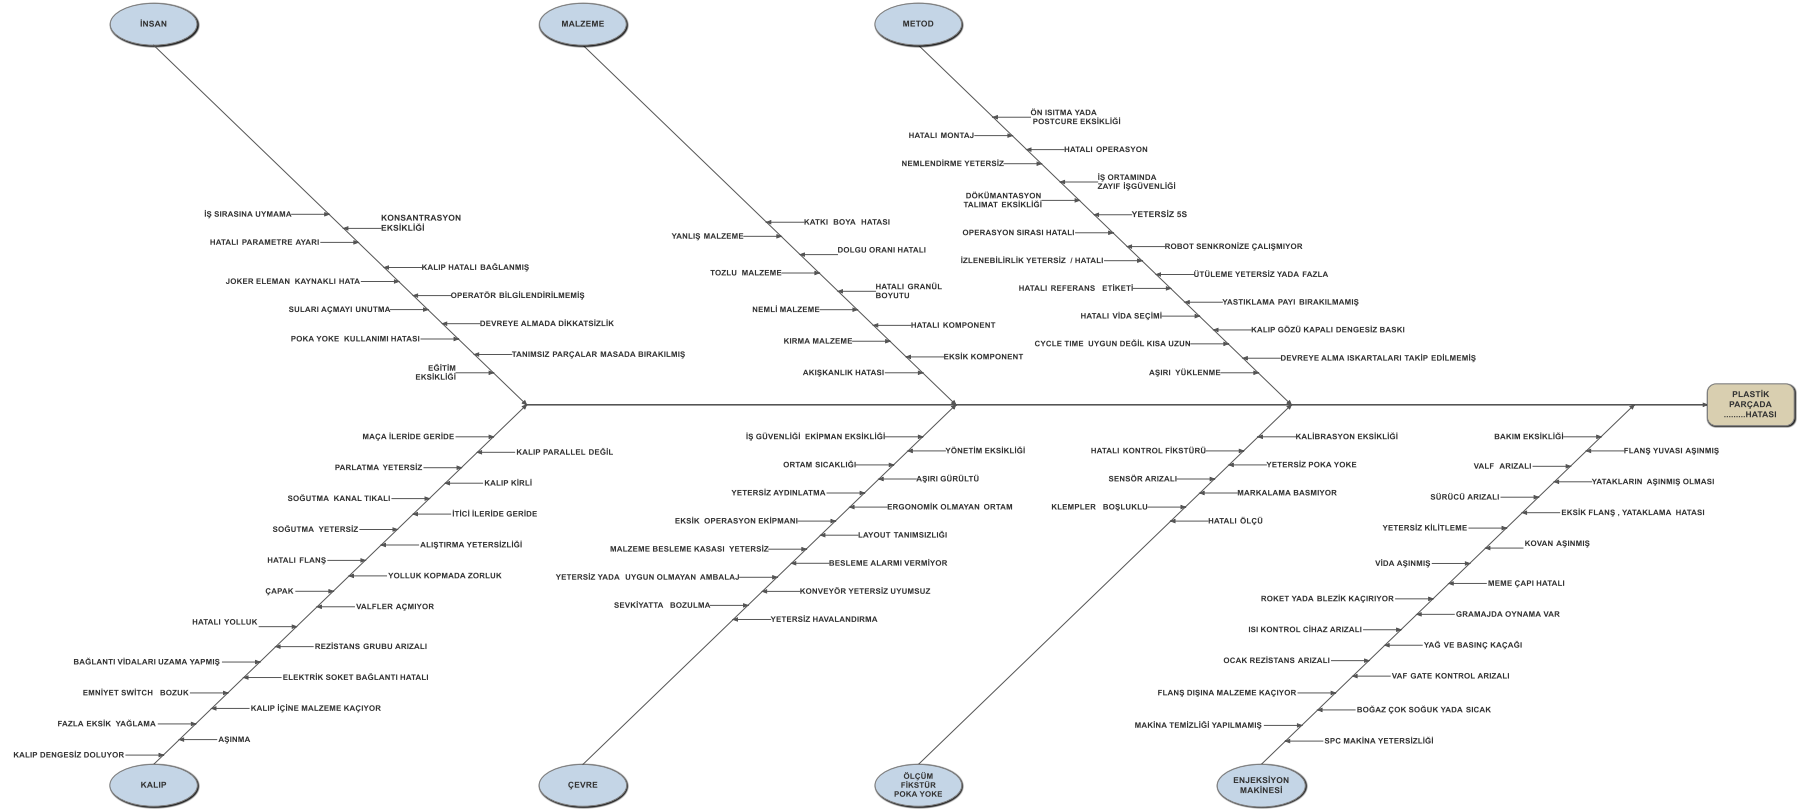 İNSAN
İŞ SIRASINA UYMAMA
KONSANTRASYON
EKSİKLİĞİ
HATALI PARAMETRE AYARI
KALIP HATALI BAĞLANMIŞ
JOKER ELEMAN KAYNAKLI HATA
OPERATÖR BİLGİLENDİRİLMEMİŞ
SULARI AÇMAYI UNUTMA
DEVREYE ALMADA DİKKATSİZLİK
POKA YOKE KULLANIMI HATASI
TANIMSIZ PARÇALAR MASADA BIRAKILMIŞ
EĞİTİM
EKSİKLİĞİ
MALZEME
KATKI BOYA HATASI
YANLIŞ MALZEME
DOLGU ORANI HATALI
TOZLU MALZEME
HATALI GRANÜL
BOYUTU
NEMLİ MALZEME
HATALI KOMPONENT
KIRMA MALZEME
EKSİK KOMPONENT
AKIŞKANLIK HATASI
METOD
ÖN ISITMA YADA
POSTCURE EKSİKLİĞİ
HATALI MONTAJ
HATALI OPERASYON
NEMLENDİRME YETERSİZ
İŞ ORTAMINDA
ZAYIF İŞGÜVENLİĞİ
DÖKÜMANTASYON
TALIMAT EKSİKLİĞİ
YETERSİZ 5S
OPERASYON SIRASI HATALI
ROBOT SENKRONİZE ÇALIŞMIYOR
İZLENEBİLİRLİK YETERSİZ / HATALI
ÜTÜLEME YETERSİZ YADA FAZLA
HATALI REFERANS ETİKETİ
YASTIKLAMA PAYI BIRAKILMAMIŞ
HATALI VİDA SEÇİMİ
KALIP GÖZÜ KAPALI DENGESİZ BASKI
CYCLE TIME UYGUN DEĞİL KISA UZUN
DEVREYE ALMA ISKARTALARI TAKİP EDİLMEMİŞ
AŞIRI YÜKLENME
PLASTİK
PARÇADA
.........HATASI
MAÇA İLERİDE GERİDE
KALIP PARALLEL DEĞİL
PARLATMA YETERSİZ
KALIP KİRLİ
SOĞUTMA KANAL TIKALI
İTİCİ İLERİDE GERİDE
SOĞUTMA YETERSİZ
ALIŞTIRMA YETERSİZLİĞİ
HATALI FLANŞ
YOLLUK KOPMADA ZORLUK
ÇAPAK
VALFLER AÇMIYOR
HATALI YOLLUK
REZİSTANS GRUBU ARIZALI
BAĞLANTI VİDALARI UZAMA YAPMIŞ
ELEKTRİK SOKET BAĞLANTI HATALI
EMNİYET SWİTCH BOZUK
KALIP İÇİNE MALZEME KAÇIYOR
FAZLA EKSİK YAĞLAMA
AŞINMA
KALIP DENGESİZ DOLUYOR
KALIP
İŞ GÜVENLİĞİ EKİPMAN EKSİKLİĞİ
YÖNETİM EKSİKLİĞİ
ORTAM SICAKLIĞI
AŞIRI GÜRÜLTÜ
YETERSİZ AYDINLATMA
ERGONOMİK OLMAYAN ORTAM
EKSİK OPERASYON EKİPMANI
LAYOUT TANIMSIZLIĞI
MALZEME BESLEME KASASI YETERSİZ
BESLEME ALARMI VERMİYOR
YETERSİZ YADA UYGUN OLMAYAN AMBALAJ
KONVEYÖR YETERSİZ UYUMSUZ
SEVKİYATTA BOZULMA
YETERSİZ HAVALANDIRMA
ÇEVRE
KALİBRASYON EKSİKLİĞİ
HATALI KONTROL FİKSTÜRÜ
YETERSİZ POKA YOKE
SENSÖR ARIZALI
MARKALAMA BASMIYOR
KLEMPLER BOŞLUKLU
HATALI ÖLÇÜ
ÖLÇÜM
FİKSTÜR
POKA YOKE
BAKIM EKSİKLİĞİ
FLANŞ YUVASI AŞINMIŞ
VALF ARIZALI
YATAKLARIN AŞINMIŞ OLMASI
SÜRÜCÜ ARIZALI
EKSİK FLANŞ , YATAKLAMA HATASI
YETERSİZ KİLİTLEME
KOVAN AŞINMIŞ
VİDA AŞINMIŞ
MEME ÇAPI HATALI
ROKET YADA BLEZİK KAÇIRIYOR
GRAMAJDA OYNAMA VAR
ISI KONTROL CİHAZ ARIZALI
YAĞ VE BASINÇ KAÇAĞI
OCAK REZİSTANS ARIZALI
VAF GATE KONTROL ARIZALI
FLANŞ DIŞINA MALZEME KAÇIYOR
BOĞAZ ÇOK SOĞUK YADA SICAK
MAKİNA TEMİZLİĞİ YAPILMAMIŞ
SPC MAKİNA YETERSİZLİĞİ
ENJEKSİYON
MAKİNESİ